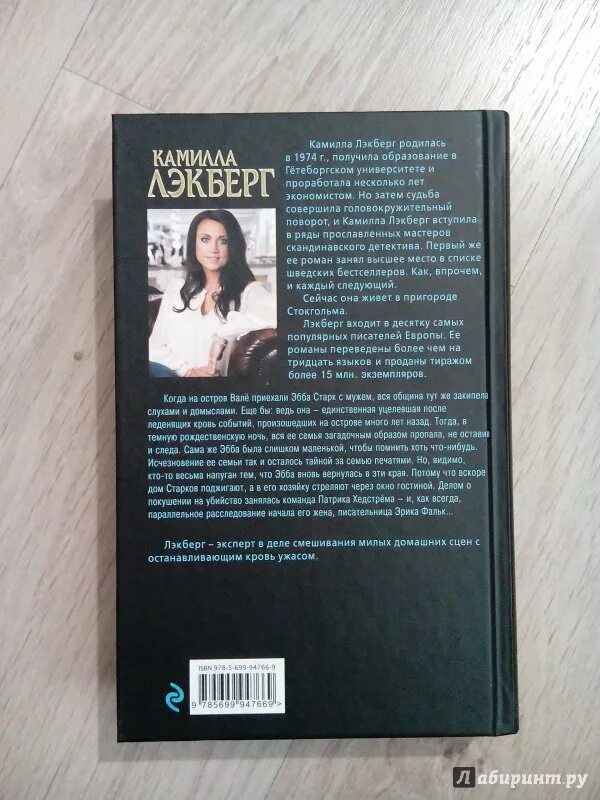 КАМИЛЛА
ЛЭКБЕРГ
Камилла Лэкберг родилась
в 1974 г., получила образование в
Гётеборгском университете и
проработала несколько лет
экономистом. Но затем судьба
совершила головокружительный
поворот, и Камилла Лэкберг вступила
в ряды прославленных мастеров
скандинавского детектива. Первый же
ее роман занял высшее место в списке
шведских бестселлеров. Как, впрочем,
и каждый следующий.
Сейчас она живет в пригороде
Стокгольма.
Лэкберг входит в десятку самых
популярных писателей Европы. Ее
романы переведены более чем на
тридцать языков и проданы тиражом
более 15 млн. экземпляров.
Когда на остров Валё приехали Эбба Старк с мужем, вся община тут же закипела
слухами и домыслами. Еще бы: ведь она – единственная уцелевшая после
леденящих кровь событий, произошедших на острове много лет назад. Тогда, в
темную рождественскую ночь, вся ее семья загадочным образом пропала, не оставив
и следа. Сама же Эбба была слишком маленькой, чтобы помнить хоть что-нибудь.
Исчезновение ее семьи так и осталось тайной за семью печатями. Но, видимо,
кто-то весьма напуган тем, что Эбба вновь вернулась в эти края. Потому что вскоре
дом Старков поджигают, а в его хозяйку стреляют через окно гостиной. Делом о
покушении на убийство занялась команда Патрика Хедстрёма – и, как всегда,
параллельное расследование начала его жена, писательница Эрика Фальк...
Лэкберг – эксперт в деле смешивания милых домашних сцен с
останавливающим кровь ужасом.
ISBN 978-5-699-94766-9
9 785699 947669>
Лабиринт.ру